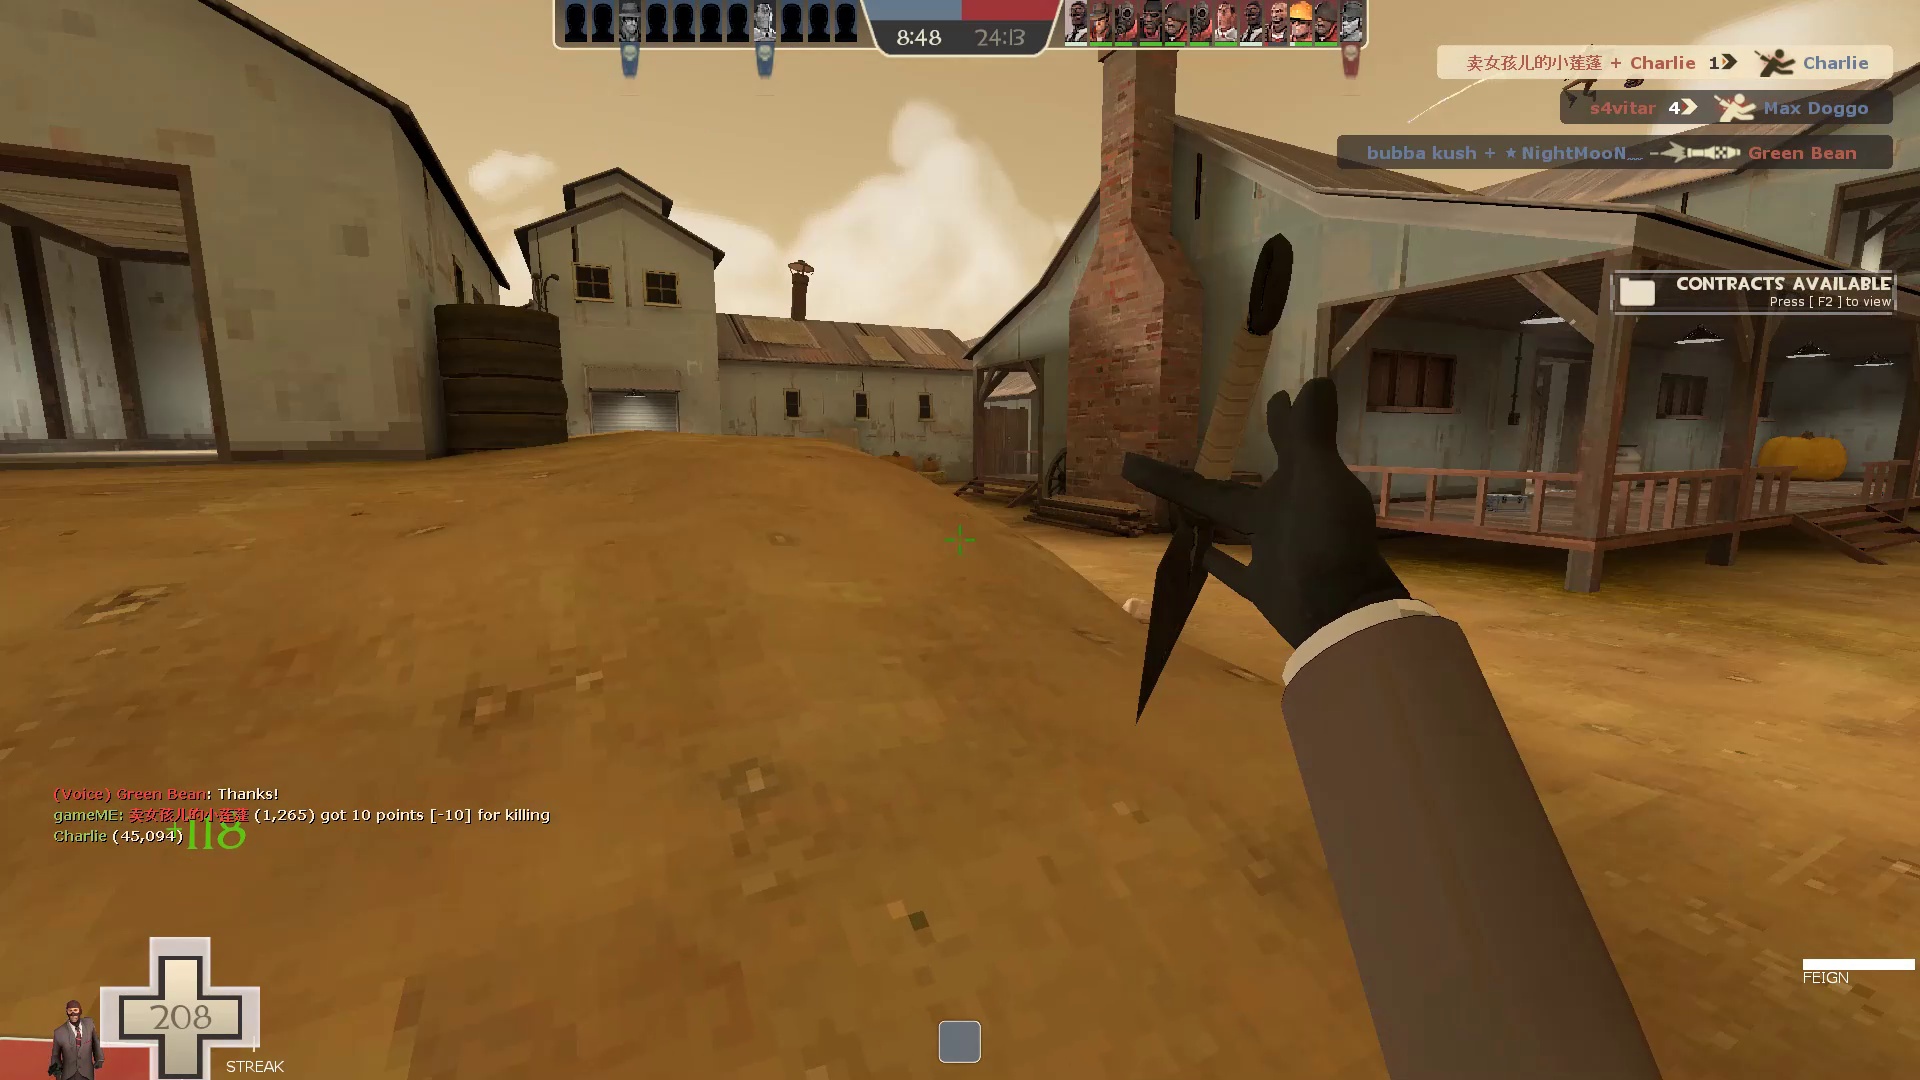 8:48 24:13
卖女孩儿的小莲蓬 + Charlie 1 Charlie
s4vitar 4 Max Doggo
bubba kush + ★ NightMooN... Green Bean
CONTRACTS AVAILABLE
Press [ F2 ] to view
(Voice) Green Bean: Thanks!
gameME: 卖女孩儿的小莲蓬 (1,265) got 10 points [-10] for killing
Charlie (45,094)
+118
FEIGN
208
STREAK